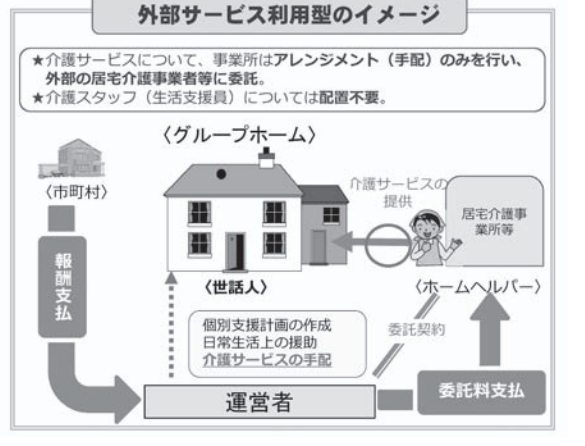 外部サービス利用型のイメージ
★介護サービスについて、事業所はアレンジメント（手配）のみを行い、
外部の居宅介護事業者等に委託。
★介護スタッフ（生活支援員）については配置不要。
〈グループホーム〉
〈市町村〉
介護サービスの
提供
居宅介護事
業所等
報酬支払
〈世話人〉
〈ホームヘルパー〉
個別支援計画の作成
日常生活上の援助
介護サービスの手配
委託契約
運営者
委託料支払